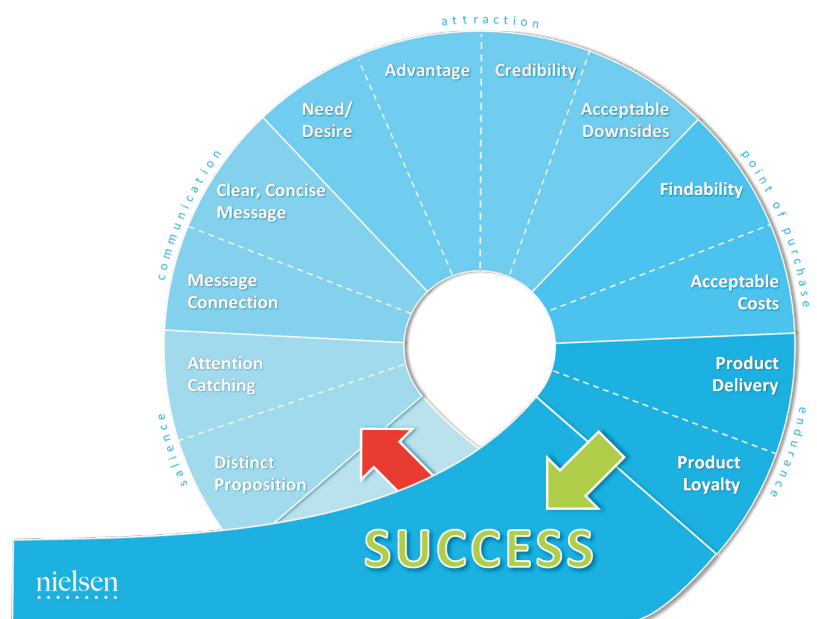 attraction
Advantage
Credibility
Need/
Desire
Acceptable
Downsides
communication
Clear, Concise
Message
point of purchase
Findability
Message
Connection
Acceptable
Costs
Attention
Catching
Product
Delivery
salience
Distinct
Proposition
endurance
Product
Loyalty
SUCCESS
nielsen